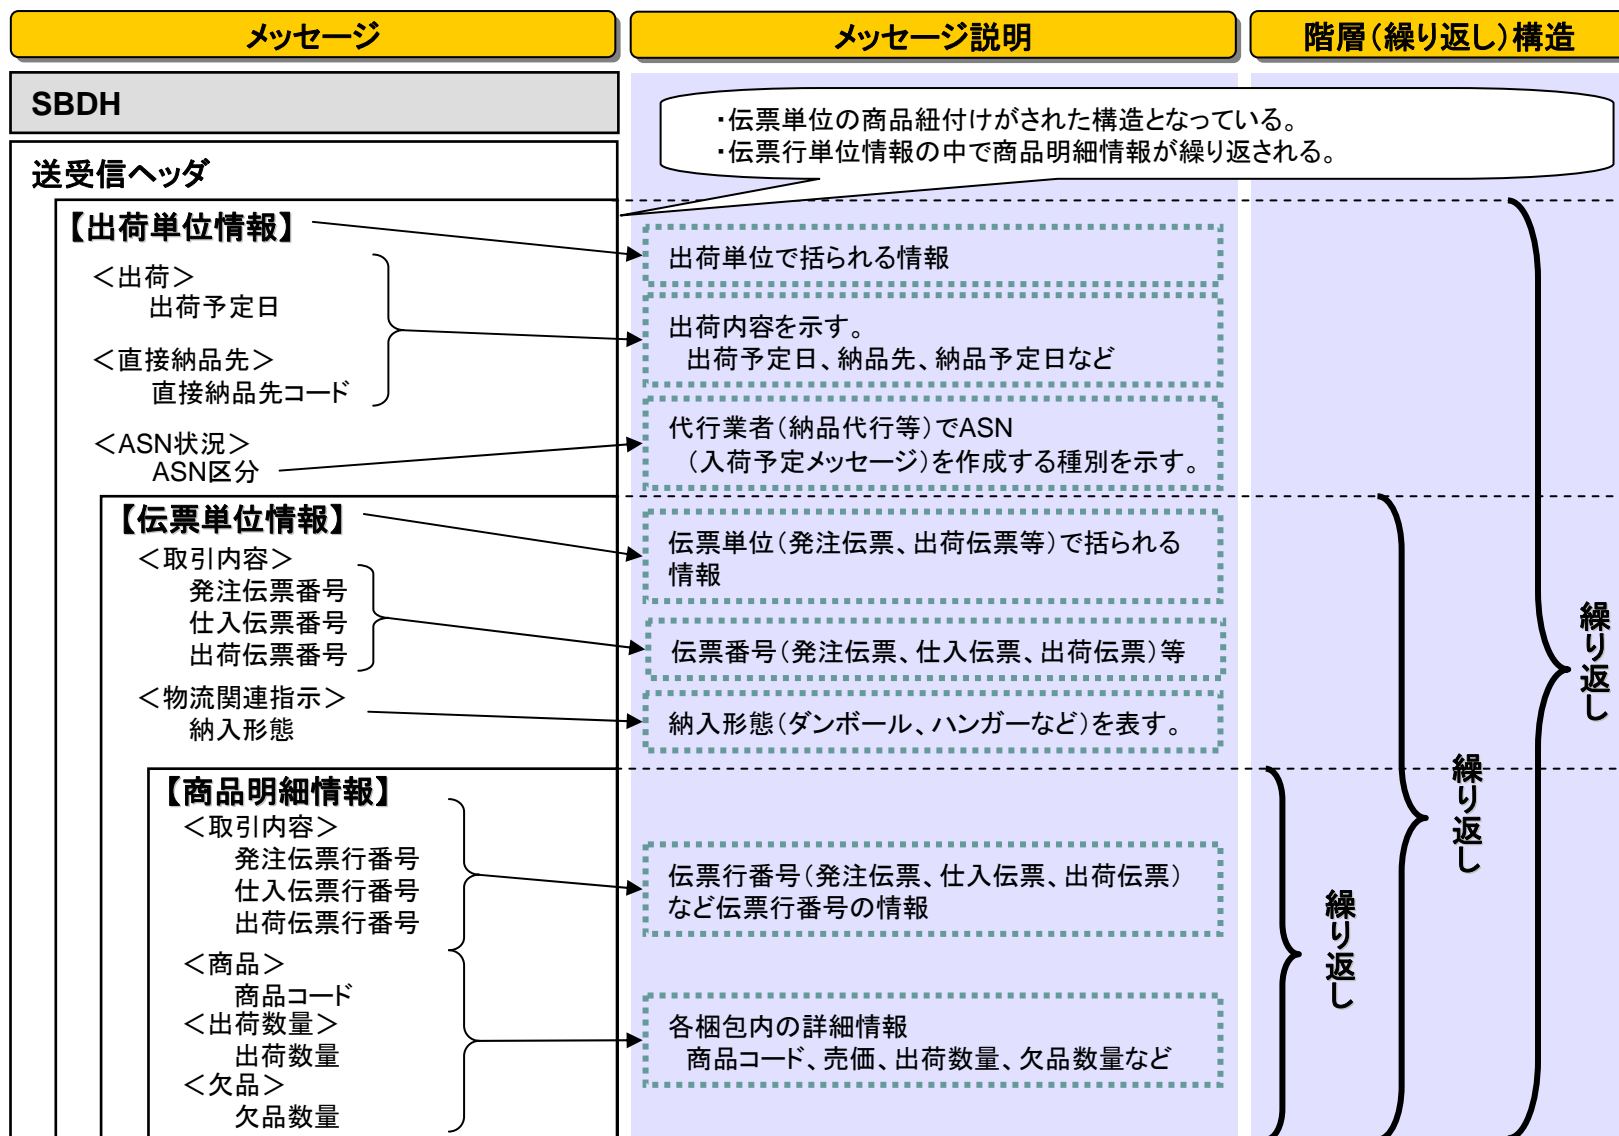 メッセージ
メッセージ説明
階層（繰り返し）構造
SBDH
・伝票単位の商品紐付けがされた構造となっている。
・伝票行単位情報の中で商品明細情報が繰り返される。
送受信ヘッダ
【出荷単位情報】
＜出荷＞
出荷予定日
＜直接納品先＞
直接納品先コード
＜ASN状況＞
ASN区分
出荷単位で括られる情報
出荷内容を示す。
出荷予定日、納品先、納品予定日など
代行業者（納品代行等）でASN
（入荷予定メッセージ）を作成する種別を示す。
【伝票単位情報】
＜取引内容＞
発注伝票番号
仕入伝票番号
出荷伝票番号
＜物流関連指示＞
納入形態
伝票単位（発注伝票、出荷伝票等）で括られる
情報
伝票番号（発注伝票、仕入伝票、出荷伝票）等
納入形態（ダンボール、ハンガーなど）を表す。
【商品明細情報】
＜取引内容＞
発注伝票行番号
仕入伝票行番号
出荷伝票行番号
＜商品＞
商品コード
＜出荷数量＞
出荷数量
＜欠品＞
欠品数量
伝票行番号（発注伝票、仕入伝票、出荷伝票）
など伝票行番号の情報
各梱包内の詳細情報
商品コード、売価、出荷数量、欠品数量など
繰り返し
繰り返し
繰り返し